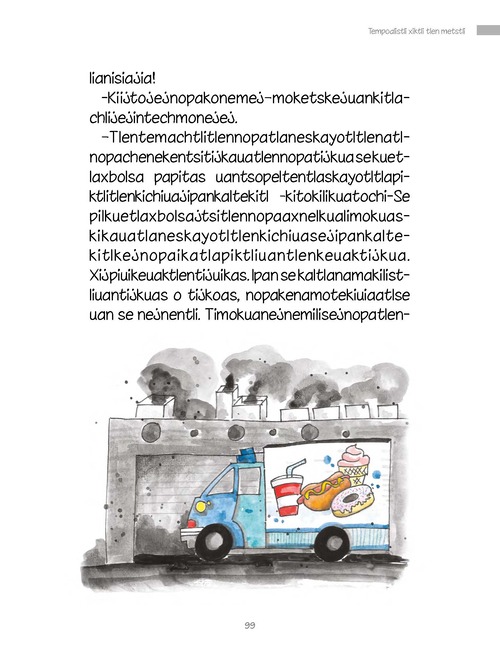 Tempoalistli xiktli tlen metstli
lianisiajia!
-Kiijtojejnopakonemej-moketskejuankitla-
chlijejintechmonejej.
-Tlentemachtlitlennopatlaneskayotltlenatl-
nopachenekentsitijkauatlennopatijkuasekuet-
laxbolsa papitas uantsopeltentlaskayotltlapi-
ktlitlenkichiuajipankaltekitl -kitokilikuatochi-Se
pilkuetlaxbolsajtsitlennopaaxnelkualimokuas-
kikauatlaneskayotltlenkichiuasejipankalte-
kitlkejnopaikatlapiktliuantlenkeuaktijkua.
Xijpiuikeuaktlentijuikas. Ipan sekaltlanamakilist-
liuantijkuas o tijkoas, nopakenamotekiuiaatlse
uan se nejnentli. Timokuanejnemilisejnopatlen-
99